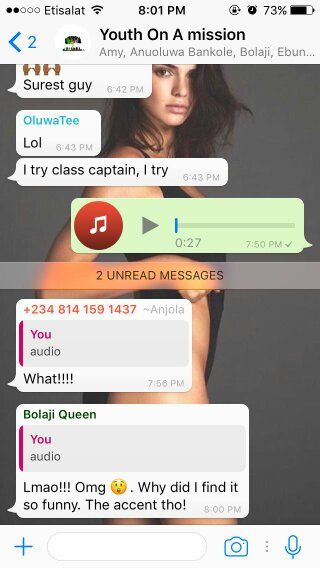 Etisalat 8:01 PM 73%
2 Youth On A mission
Amy, Anuoluwa Bankole, Bolaji, Ebun...
Surest guy 6:42 PM
OluwaTee
Lol 6:43 PM
I try class captain, I try 6:43 PM
0:27 7:50 PM
2 UNREAD MESSAGES
+234 814 159 1437 ~Anjola
You
audio
What!!!! 7:56 PM
Bolaji Queen
You
audio
Lmao!!! Omg 😲. Why did I find it
so funny. The accent tho! 8:00 PM